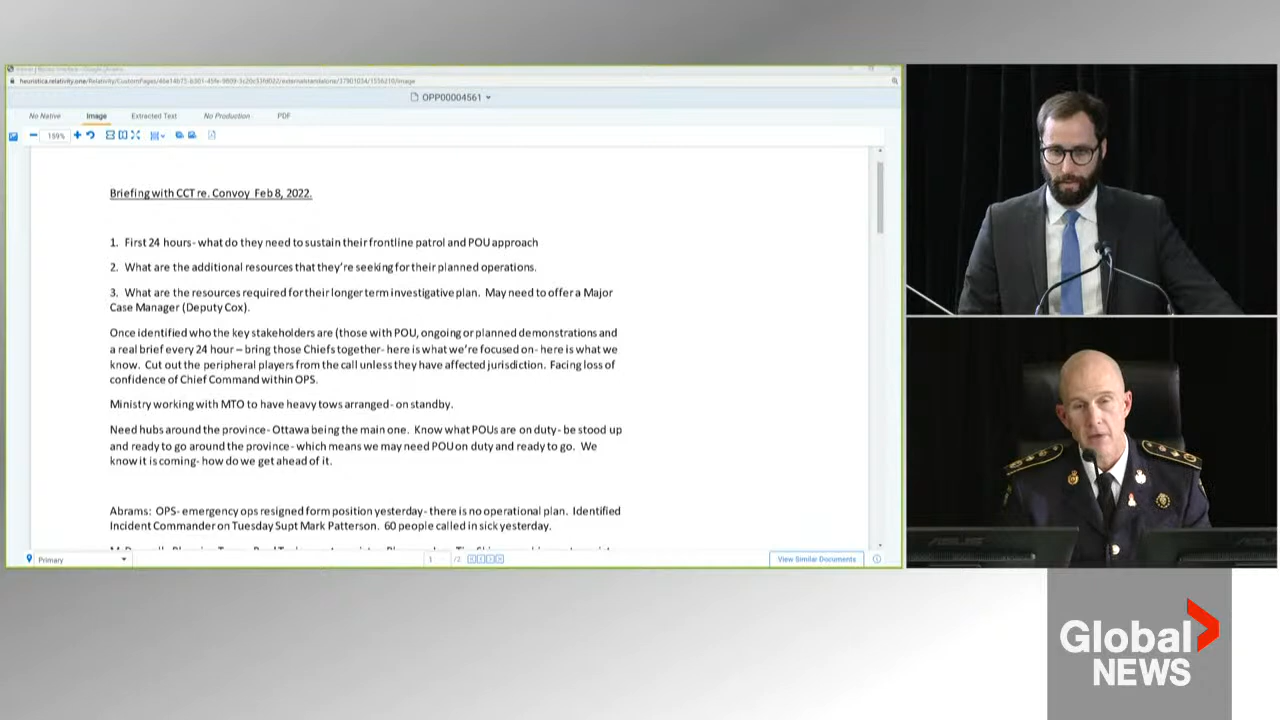 heuristica.relativity.one/Relativity/CustomPages/
OPP00004561
No Native Image Extracted Text No Production PDF
159%
Briefing with CCT re. Convoy Feb 8, 2022.
1. First 24 hours- what do they need to sustain their frontline patrol and POU approach
2. What are the additional resources that they're seeking for their planned operations.
3. What are the resources required for their longer term investigative plan. May need to offer a Major
Case Manager (Deputy Cox).
Once identified who the key stakeholders are (those with POU, ongoing or planned demonstrations and
a real brief every 24 hour – bring those Chiefs together- here is what we're focused on- here is what we
know. Cut out the peripheral players from the call unless they have affected jurisdiction. Facing loss of
confidence of Chief Command within OPS.
Ministry working with MTO to have heavy tows arranged- on standby.
Need hubs around the province- Ottawa being the main one. Know what POUs are on duty- be stood up
and ready to go around the province- which means we may need POU on duty and ready to go. We
know it is coming- how do we get ahead of it.
Abrams: OPS- emergency ops resigned form position yesterday- there is no operational plan. Identified
Incident Commander on Tuesday Supt Mark Patterson. 60 people called in sick yesterday.
Primary 1 /2 View Similar Documents
Global
NEWS